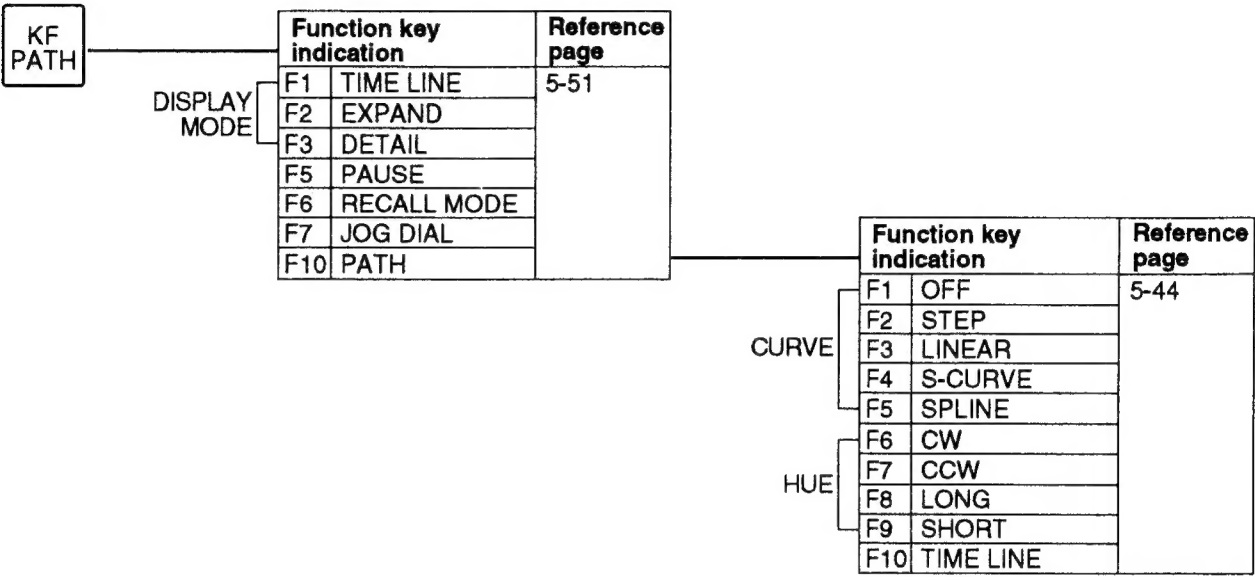 KF
PATH
Function key indication Reference page
DISPLAY MODE
F1 TIME LINE 5-51
F2 EXPAND
F3 DETAIL
F5 PAUSE
F6 RECALL MODE
F7 JOG DIAL
F10 PATH
Function key indication Reference page
CURVE
F1 OFF 5-44
F2 STEP
F3 LINEAR
F4 S-CURVE
F5 SPLINE
HUE
F6 CW
F7 CCW
F8 LONG
F9 SHORT
F10 TIME LINE